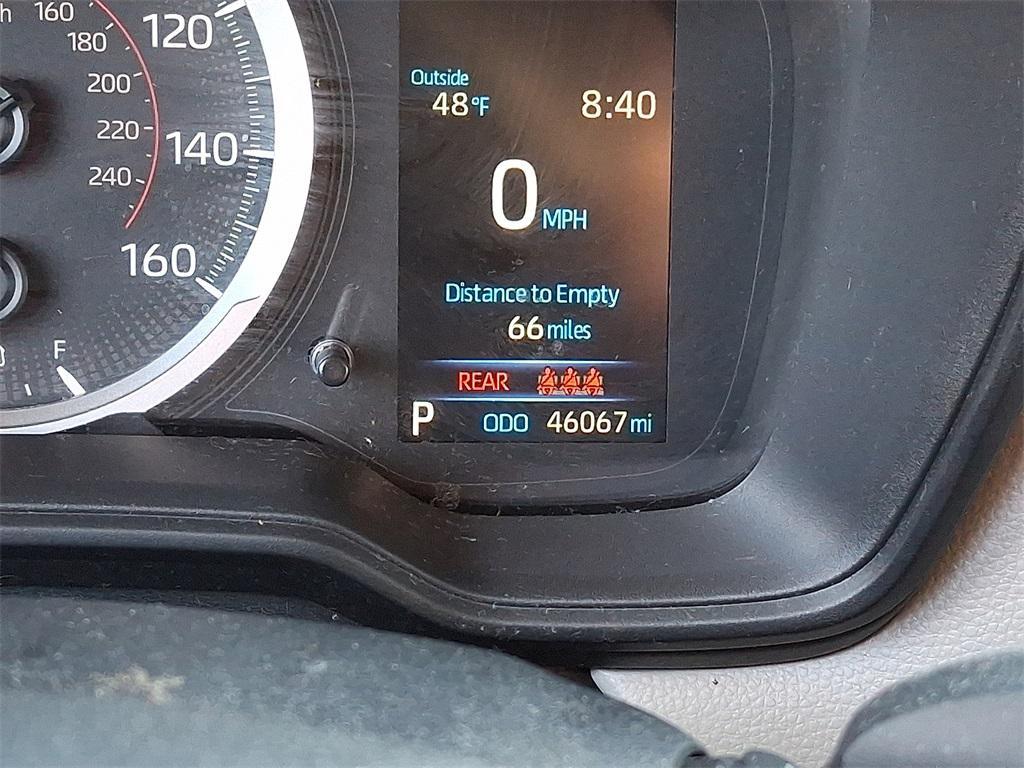 160
120
180
200
220
140
240
160
F
Outside
48°F 8:40
0 MPH
Distance to Empty
66 miles
REAR
P ODO 46067 mi